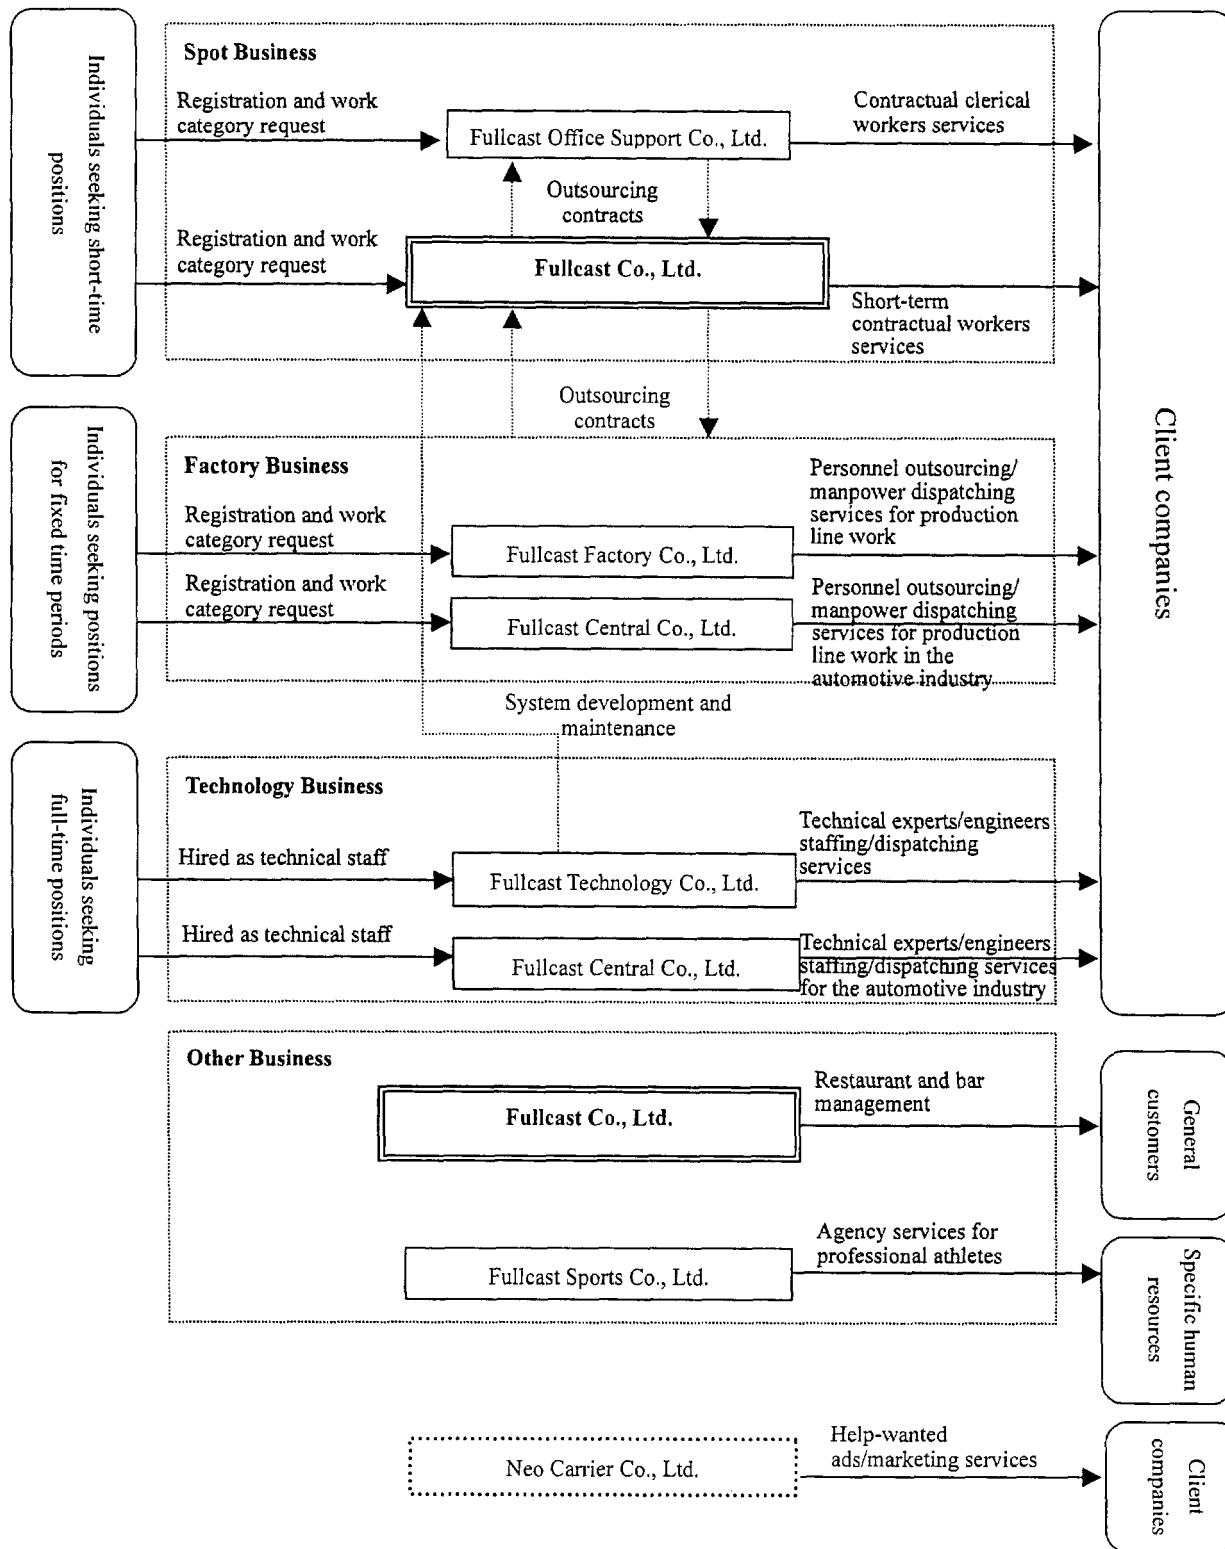 Individuals seeking short-time
positions
Spot Business
Registration and work
category request
Fullcast Office Support Co., Ltd.
Contractual clerical
workers services
Outsourcing
contracts
Registration and work
category request
Fullcast Co., Ltd.
Short-term
contractual workers
services
Outsourcing
contracts
Client companies
Individuals seeking positions
for fixed time periods
Factory Business
Registration and work
category request
Fullcast Factory Co., Ltd.
Personnel outsourcing/
manpower dispatching
services for production
line work
Registration and work
category request
Fullcast Central Co., Ltd.
Personnel outsourcing/
manpower dispatching
services for production
line work in the
automotive industry
System development and
maintenance
Individuals seeking
full-time positions
Technology Business
Hired as technical staff
Fullcast Technology Co., Ltd.
Technical experts/engineers
staffing/dispatching
services
Hired as technical staff
Fullcast Central Co., Ltd.
Technical experts/engineers
staffing/dispatching services
for the automotive industry
Other Business
Fullcast Co., Ltd.
Restaurant and bar
management
General
customers
Fullcast Sports Co., Ltd.
Agency services for
professional athletes
Specific human
resources
Neo Carrier Co., Ltd.
Help-wanted
ads/marketing services
Client
companies